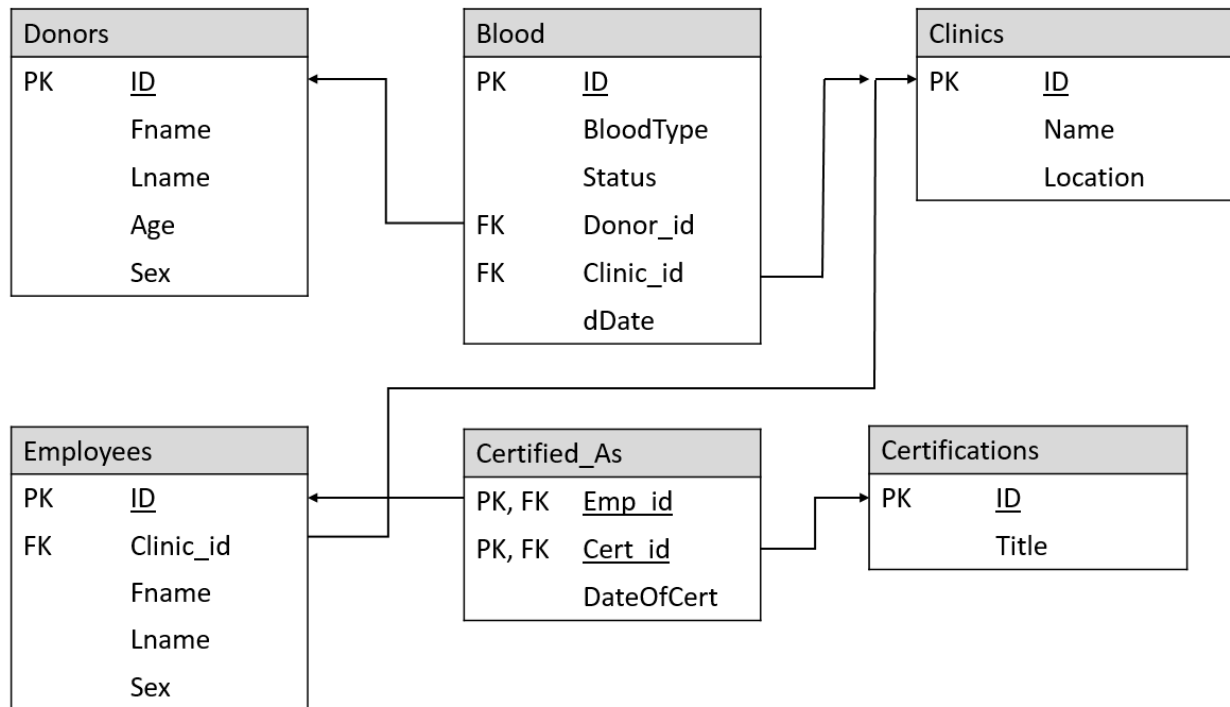 Donors
PK ID
Fname
Lname
Age
Sex
Blood
PK ID
BloodType
Status
FK Donor_id
FK Clinic_id
dDate
Clinics
PK ID
Name
Location
Employees
PK ID
FK Clinic_id
Fname
Lname
Sex
Certified_As
PK, FK Emp_id
PK, FK Cert_id
DateOfCert
Certifications
PK ID
Title